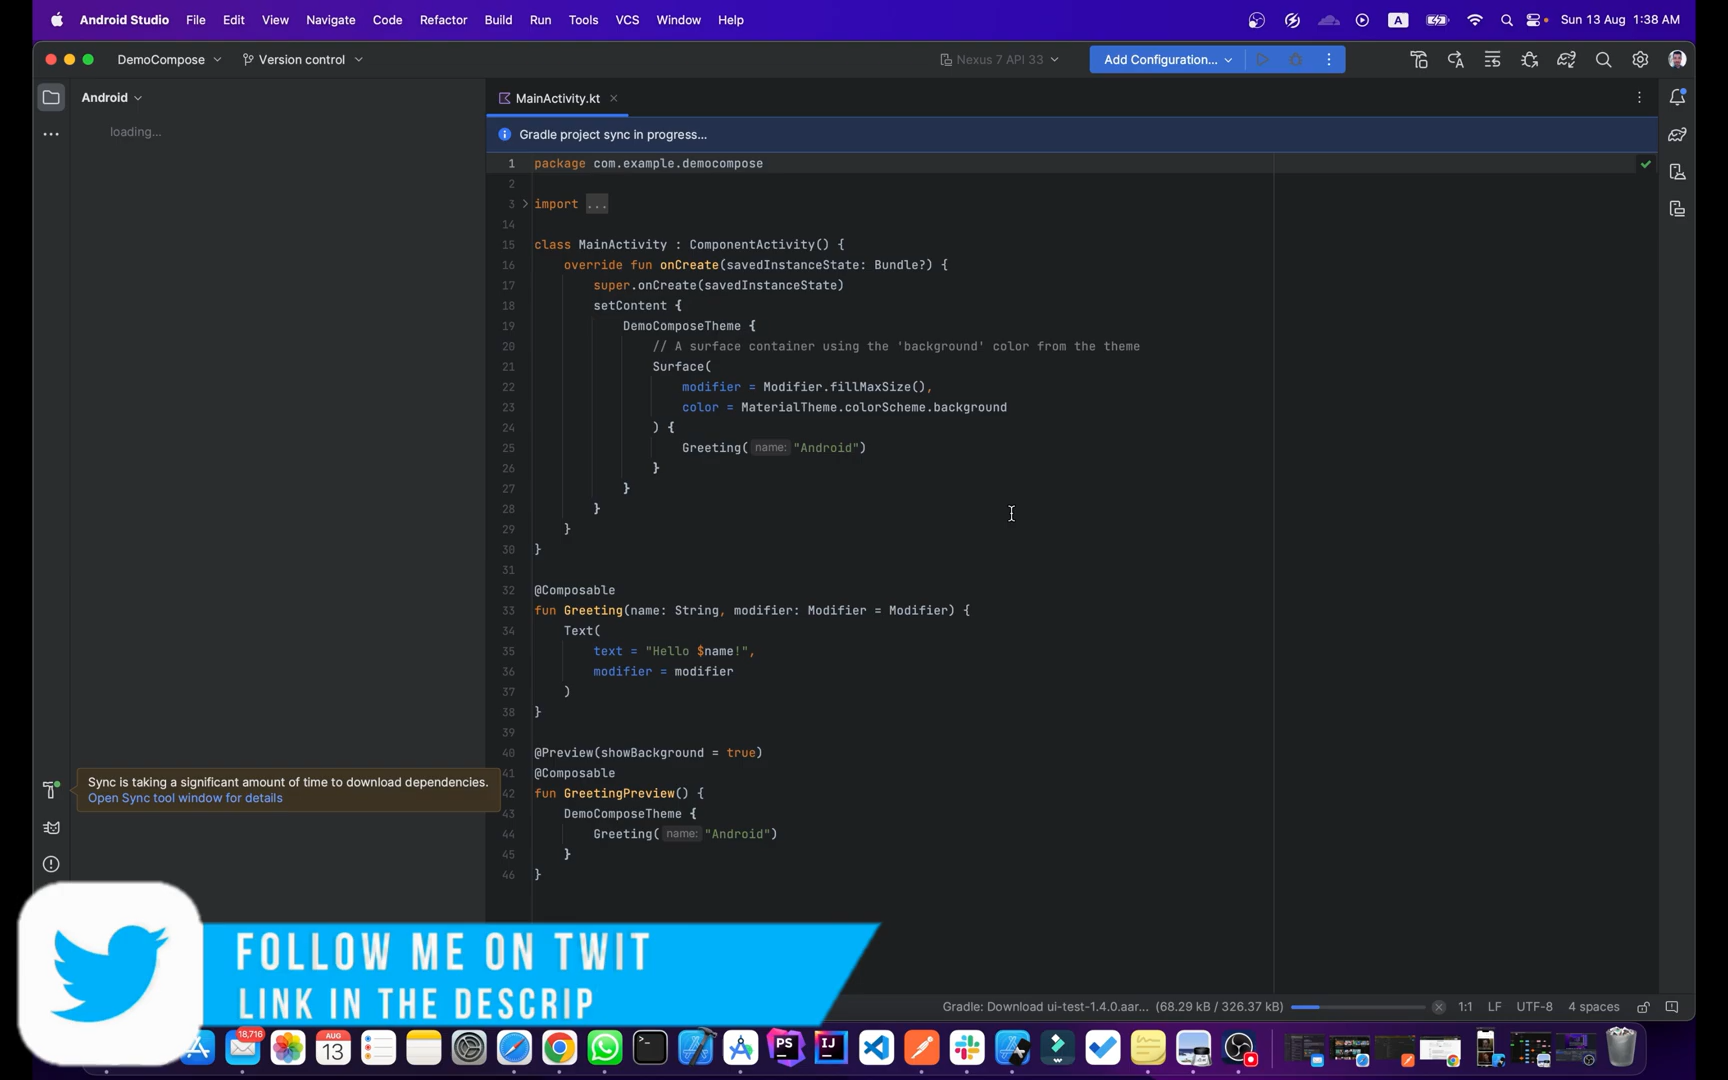 Android Studio File Edit View Navigate Code Refactor Build Run Tools VCS Window Help A Sun 13 Aug 1:38 AM
DemoCompose Version control Nexus 7 API 33 Add Configuration...
Android MainActivity.kt
loading...
Gradle project sync in progress...
1 package com.example.democompose
2
3 import ...
14
15 class MainActivity : ComponentActivity() {
16 override fun onCreate(savedInstanceState: Bundle?) {
17 super.onCreate(savedInstanceState)
18 setContent {
19 DemoComposeTheme {
20 // A surface container using the 'background' color from the theme
21 Surface(
22 modifier = Modifier.fillMaxSize(),
23 color = MaterialTheme.colorScheme.background
24 ) {
25 Greeting( name: "Android")
26 }
27 }
28 }
29 }
30 }
31
32 @Composable
33 fun Greeting(name: String, modifier: Modifier = Modifier) {
34 Text(
35 text = "Hello $name!",
36 modifier = modifier
37 )
38 }
39
40 @Preview(showBackground = true)
41 @Composable
42 fun GreetingPreview() {
43 DemoComposeTheme {
44 Greeting( name: "Android")
45 }
46 }
Sync is taking a significant amount of time to download dependencies.
Open Sync tool window for details
FOLLOW ME ON TWIT
LINK IN THE DESCRIP
Gradle: Download ui-test-1.4.0.aar... (68.29 kB / 326.37 kB) 1:1 LF UTF-8 4 spaces
18,716
AUG
13
PS
IJ